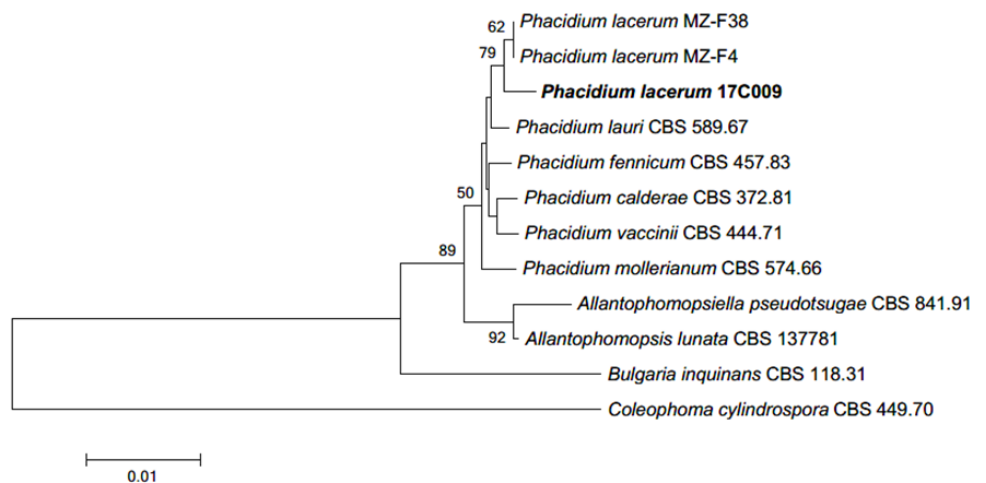 62
Phacidium lacerum MZ-F38
79
Phacidium lacerum MZ-F4
Phacidium lacerum 17C009
Phacidium lauri CBS 589.67
Phacidium fennicum CBS 457.83
50
Phacidium calderae CBS 372.81
Phacidium vaccinii CBS 444.71
89
Phacidium mollerianum CBS 574.66
Allantophomopsiella pseudotsugae CBS 841.91
92
Allantophomopsis lunata CBS 137781
Bulgaria inquinans CBS 118.31
Coleophoma cylindrospora CBS 449.70
0.01